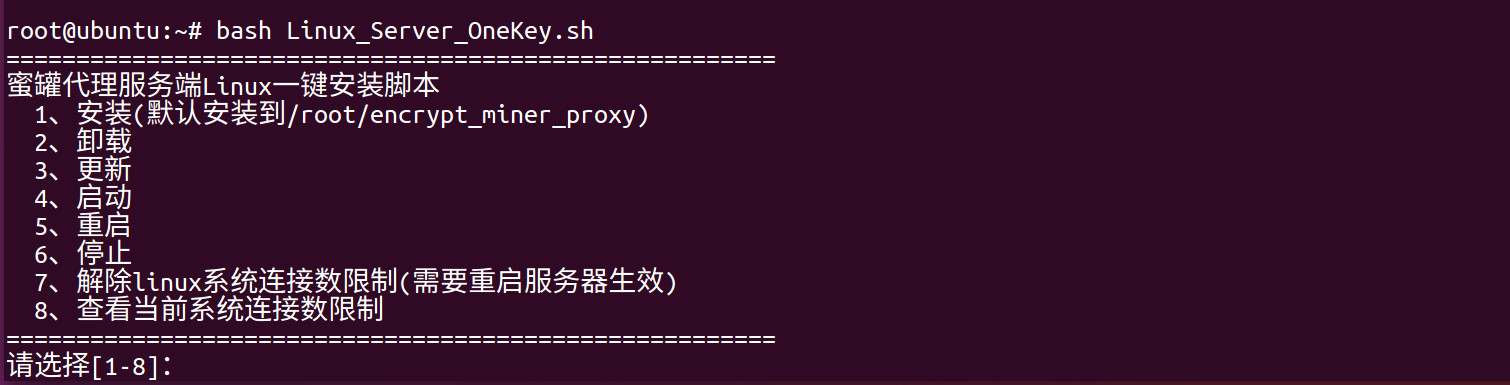 root@ubuntu:~# bash Linux_Server_OneKey.sh
=======================================================
蜜罐代理服务端Linux一键安装脚本
1、安装(默认安装到/root/encrypt_miner_proxy)
2、卸载
3、更新
4、启动
5、重启
6、停止
7、解除linux系统连接数限制(需要重启服务器生效)
8、查看当前系统连接数限制
=======================================================
请选择[1-8]: